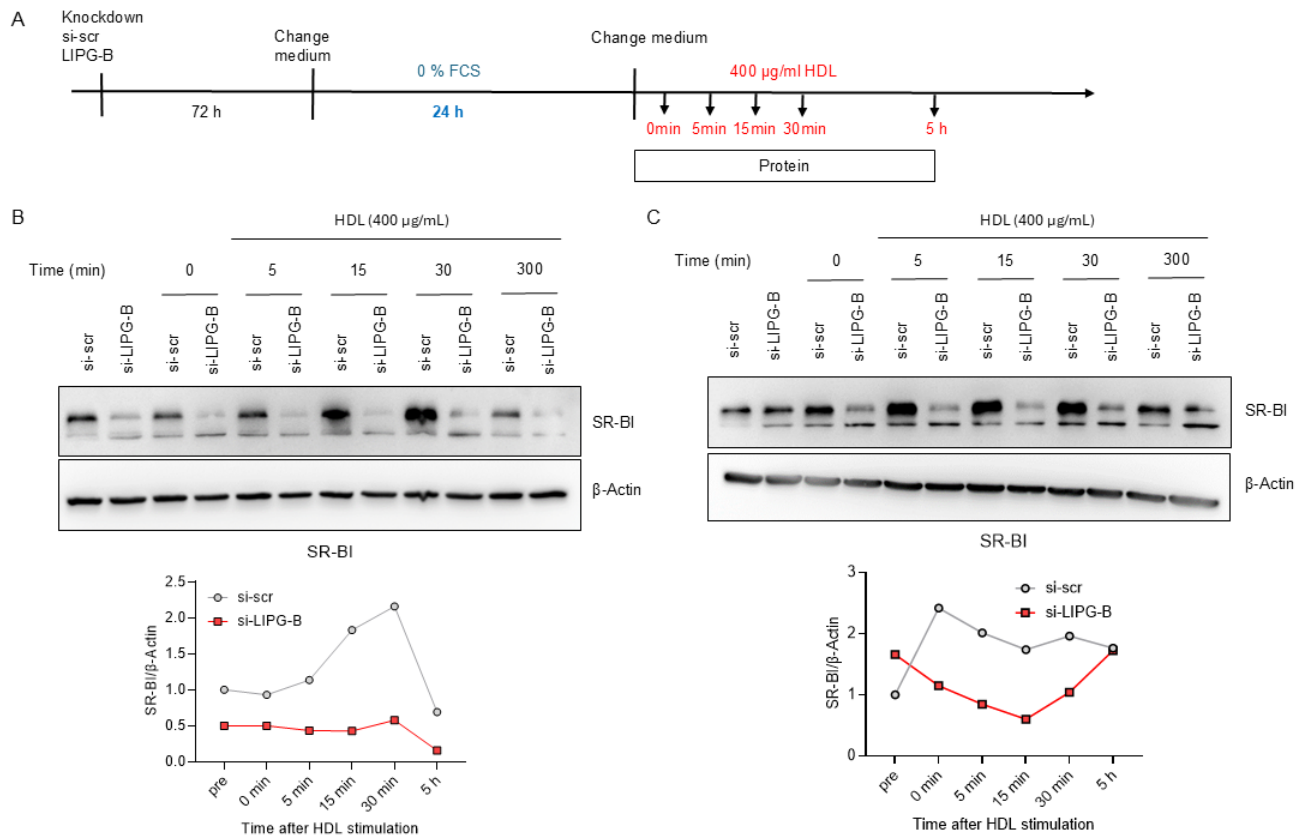 A
Knockdown
si-scr
LIPG-B
Change
medium
Change medium
0 % FCS
400 µg/ml HDL
72 h
24 h
0min
5min
15min
30min
5 h
Protein
B
HDL (400 µg/mL)
Time (min)
0
5
15
30
300
si-scr
si-LIPG-B
si-scr
si-LIPG-B
si-scr
si-LIPG-B
si-scr
si-LIPG-B
si-scr
si-LIPG-B
si-scr
si-LIPG-B
SR-BI
β-Actin
SR-BI
2.5
2.0
1.5
1.0
0.5
0.0
SR-BI/β-Actin
si-scr
si-LIPG-B
pre
0 min
5 min
15 min
30 min
5 h
Time after HDL stimulation
C
HDL (400 µg/mL)
Time (min)
0
5
15
30
300
si-scr
si-LIPG-B
si-scr
si-LIPG-B
si-scr
si-LIPG-B
si-scr
si-LIPG-B
si-scr
si-LIPG-B
si-scr
si-LIPG-B
SR-BI
β-Actin
SR-BI
3
2
1
0
SR-BI/β-Actin
si-scr
si-LIPG-B
pre
0 min
5 min
15 min
30 min
5 h
Time after HDL stimulation